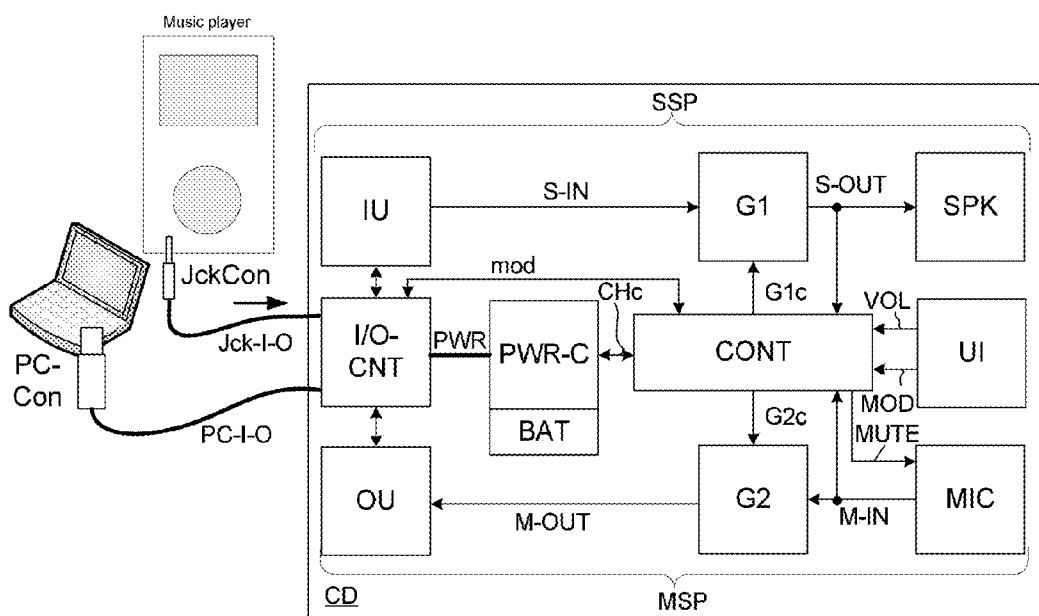 Music player
SSP
IU
S-IN
G1
S-OUT
SPK
JckCon
mod
CHc
G1c
VOL
Jck-I-O
I/O-
CNT
PWR
PWR-C
CONT
UI
PC-
Con
MOD
BAT
G2c
MUTE
PC-I-O
OU
M-OUT
G2
M-IN
MIC
CD
MSP